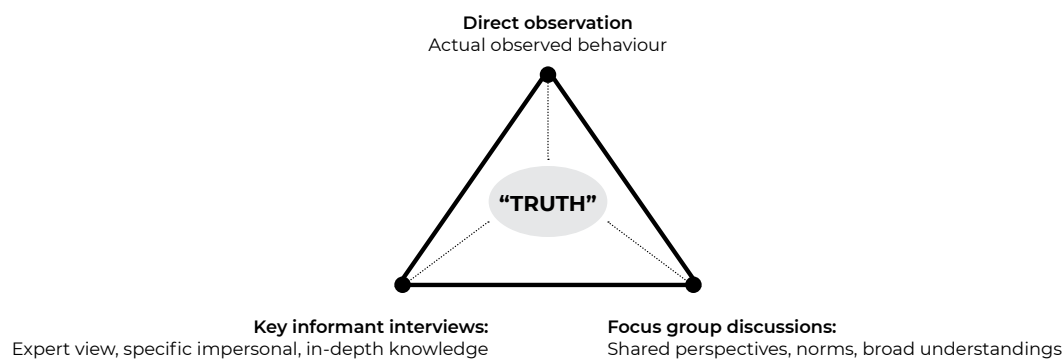 Direct observation
Actual observed behaviour
“TRUTH”
Key informant interviews:
Expert view, specific impersonal, in-depth knowledge
Focus group discussions:
Shared perspectives, norms, broad understandings